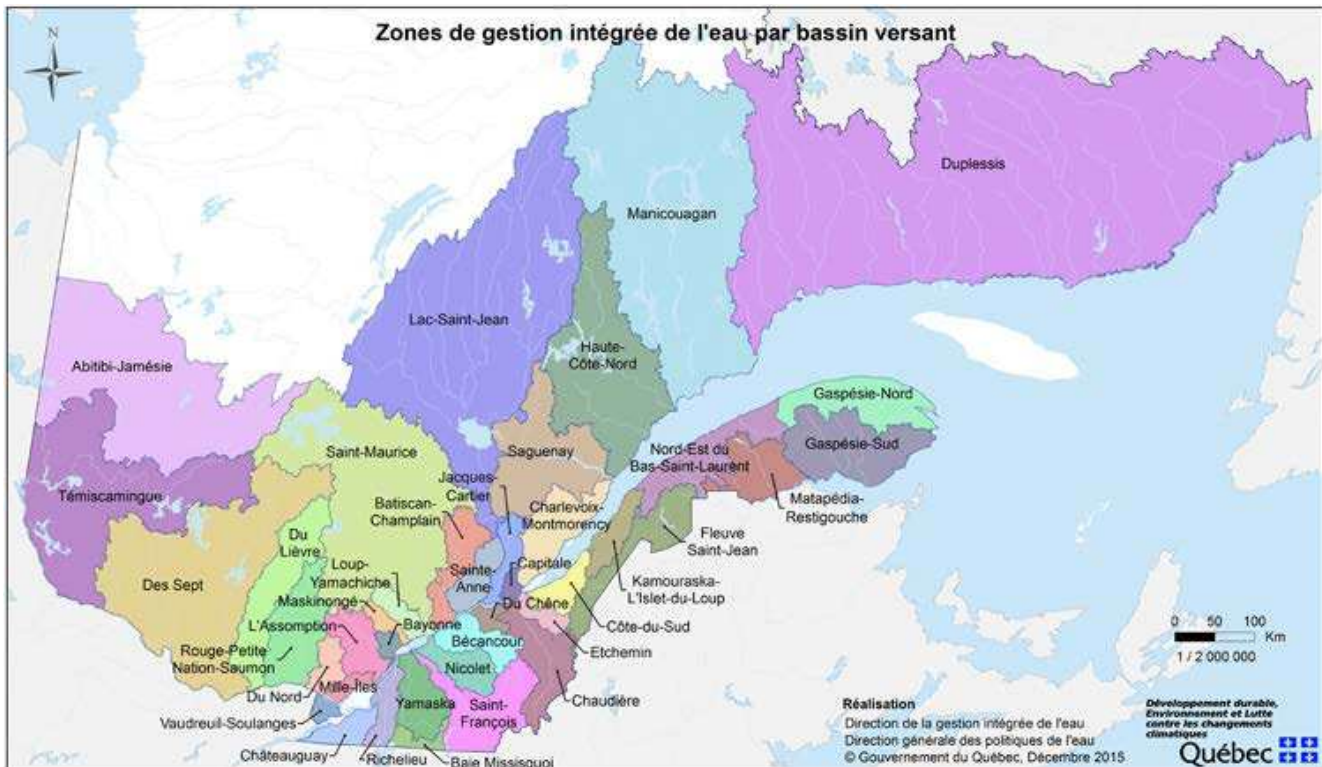 Zones de gestion intégrée de l'eau par bassin versant
N
Duplessis
Manicouagan
Lac-Saint-Jean
Haute-
Côte-Nord
Abitibi-Jamésie
Gaspésie-Nord
Gaspésie-Sud
Saint-Maurice
Saguenay
Nord-Est du
Bas-Saint-Laurent
Témiscamingue
Jacques-
Cartier
Batiscan-
Champlain
Charlevoix-
Montmorency
Matapédia-
Restigouche
Du
Lièvre
Fleuve
Saint-Jean
Des Sept
Loup-
Yamachiche
Sainte-
Anne
Capitale
Kamouraska-
L'Islet-du-Loup
Maskinongé
Du Chêne
L'Assomption
Bayonne
Bécancour
Côte-du-Sud
Etchemin
Rouge-Petite
Nation-Saumon
Nicolet
Du Nord
Mille-Îles
Yamaska
Saint-
François
Chaudière
Vaudreuil-Soulanges
Châteauguay
Richelieu
Baie Missisquoi
0 50 100
Km
1 / 2 000 000
Réalisation
Direction de la gestion intégrée de l'eau
Direction générale des politiques de l'eau
© Gouvernement du Québec, Décembre 2015
Développement durable,
Environnement et Lutte
contre les changements
climatiques
Québec